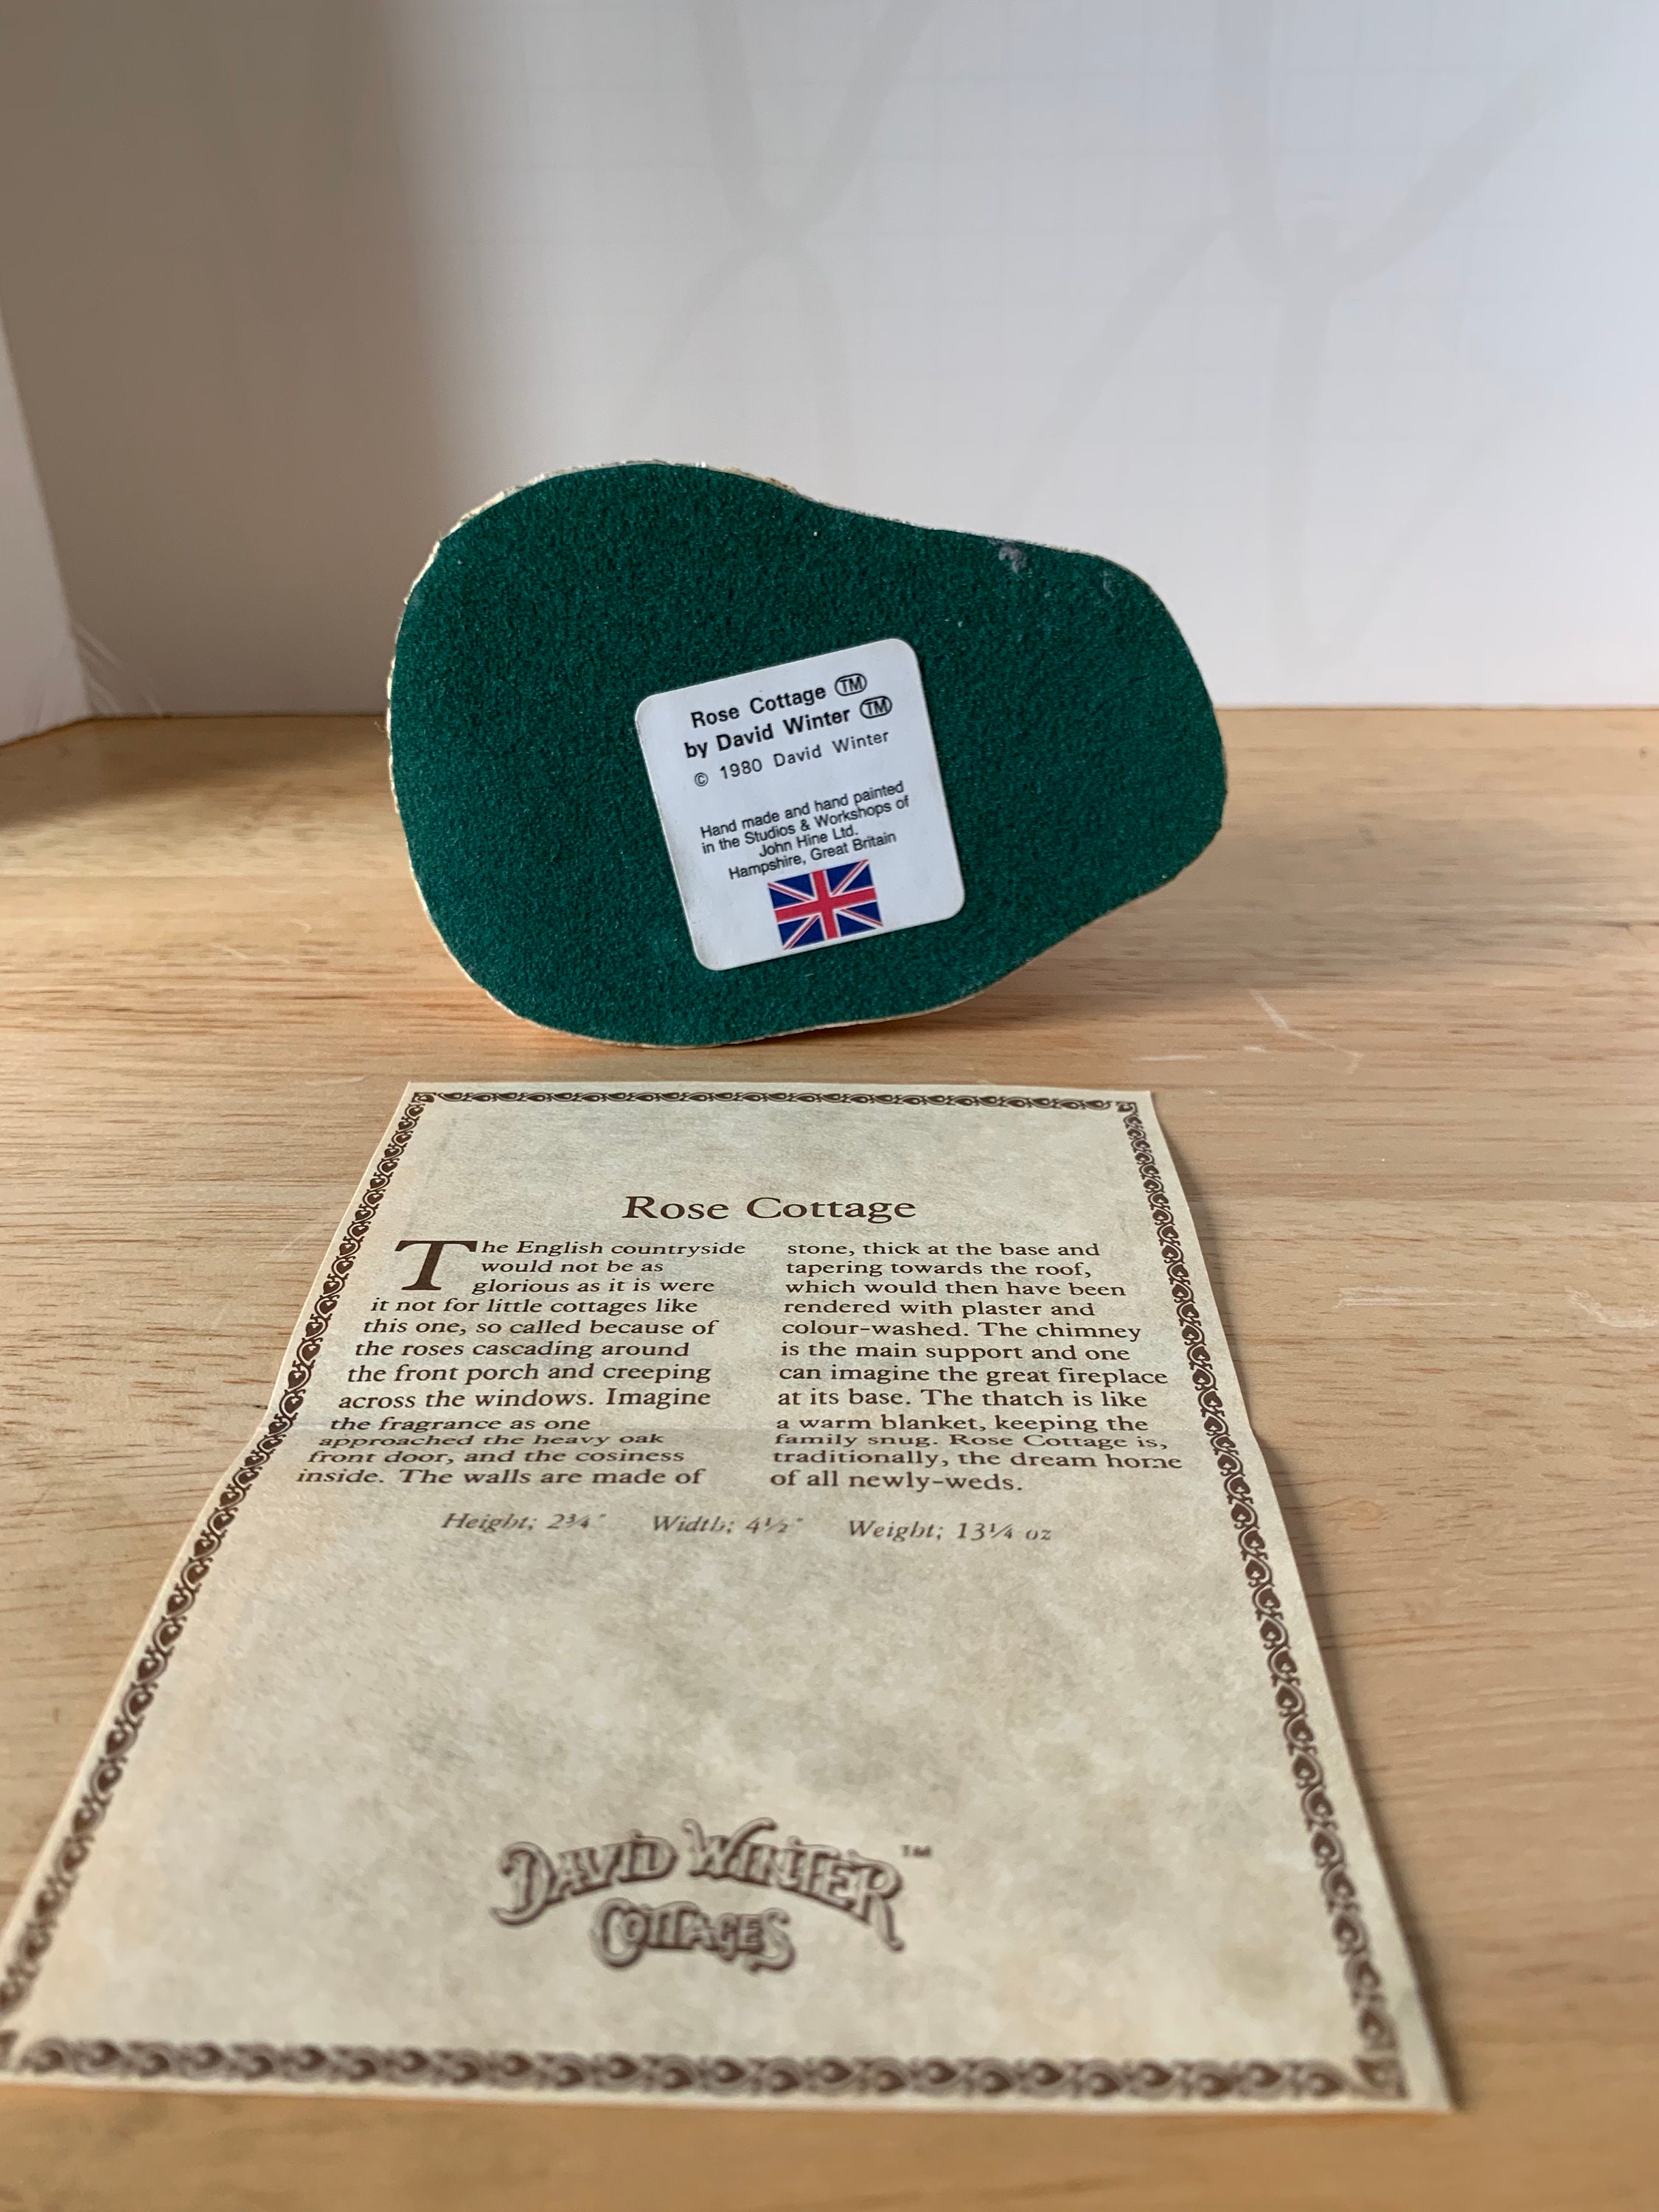 Rose Cottage ™
by David Winter ™
© 1980 David Winter
Hand made and hand painted
in the Studios & Workshops of
John Hine Ltd.
Hampshire, Great Britain
Rose Cottage
The English countryside
would not be as
glorious as it is were
it not for little cottages like
this one, so called because of
the roses cascading around
the front porch and creeping
across the windows. Imagine
the fragrance as one
approached the heavy oak
front door, and the cosiness
inside. The walls are made of
stone, thick at the base and
tapering towards the roof,
which would then have been
rendered with plaster and
colour-washed. The chimney
is the main support and one
can imagine the great fireplace
at its base. The thatch is like
a warm blanket, keeping the
family snug. Rose Cottage is,
traditionally, the dream home
of all newly-weds.
Height; 2¾" Width; 4½" Weight; 13¼ oz
DAVID WINTER ™
COTTAGES